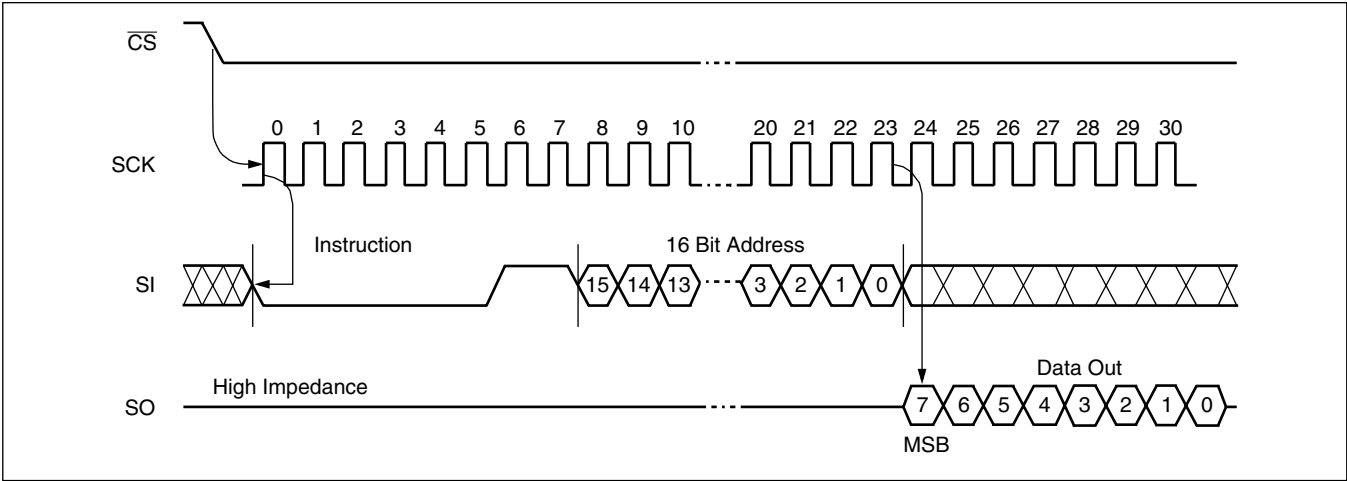 CS
0 1 2 3 4 5 6 7 8 9 10 20 21 22 23 24 25 26 27 28 29 30
SCK
Instruction 16 Bit Address
SI 15 14 13 3 2 1 0
High Impedance Data Out
SO 7 6 5 4 3 2 1 0
MSB